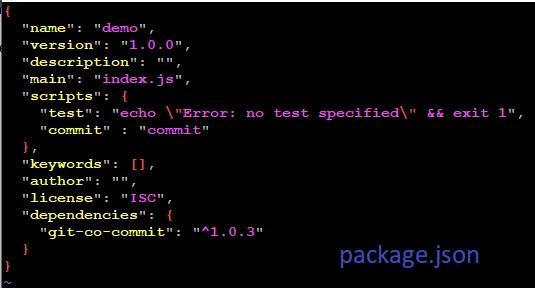 {
  "name": "demo",
  "version": "1.0.0",
  "description": "",
  "main": "index.js",
  "scripts": {
    "test": "echo \"Error: no test specified\" && exit 1",
    "commit" : "commit"
  },
  "keywords": [],
  "author": "",
  "license": "ISC",
  "dependencies": {
    "git-co-commit": "^1.0.3"
  }
}
package.json
~